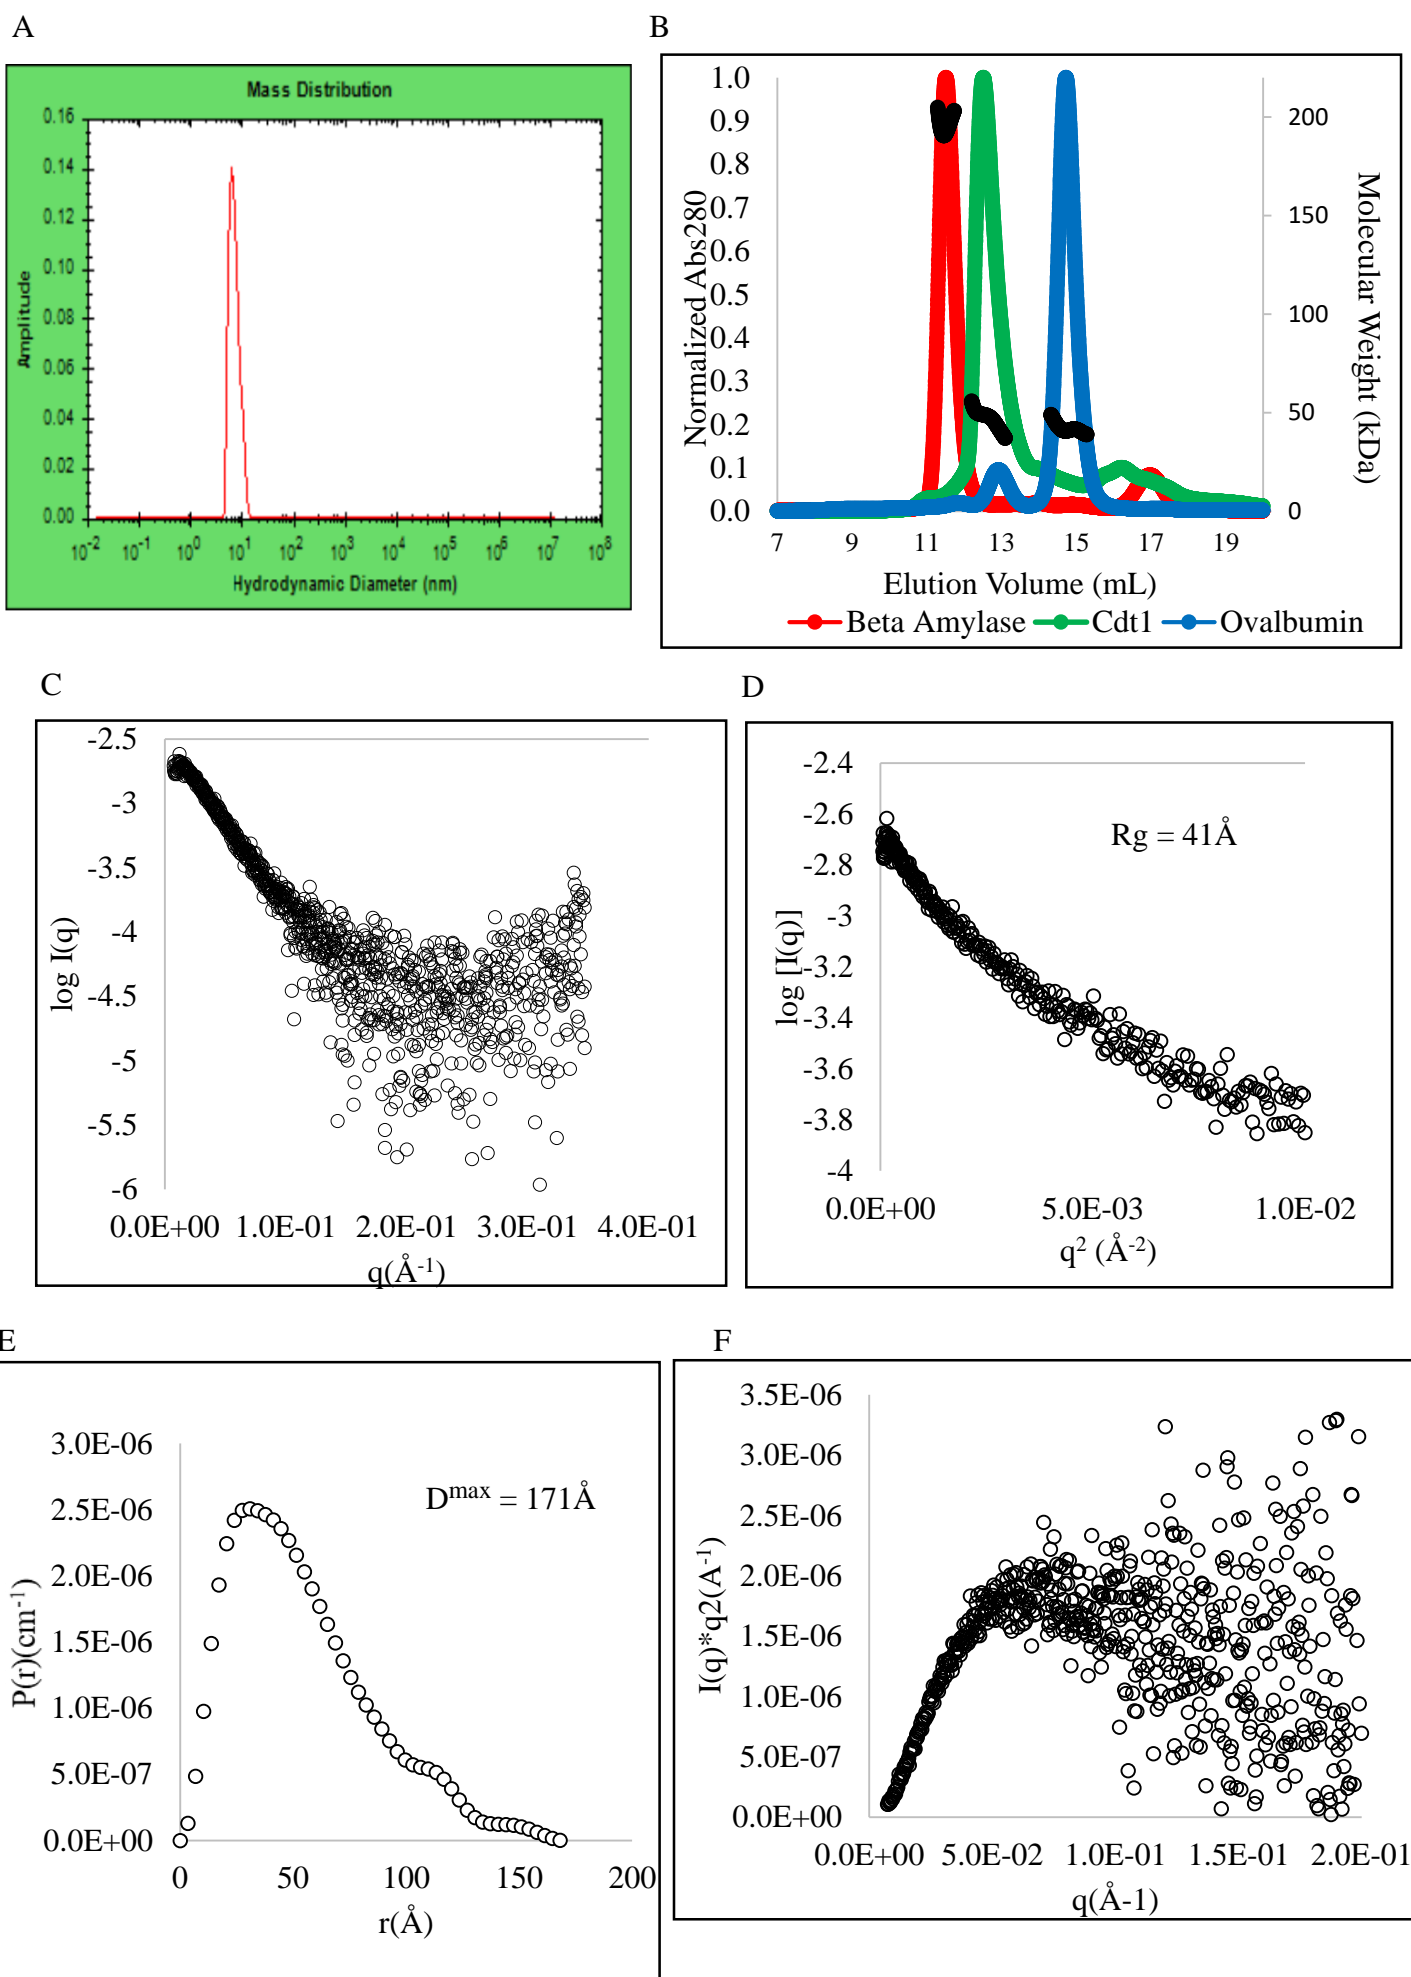 A
Mass Distribution
0.16
0.14
0.12
0.10
0.08
0.06
0.04
0.02
0.00
Amplitude
10-2 10-1 100 101 102 103 104 105 106 107 108
Hydrodynamic Diameter (nm)
B
1.0
0.9
0.8
0.7
0.6
0.5
0.4
0.3
0.2
0.1
0.0
Normalized Abs280
200
150
100
50
0
Molecular Weight (kDa)
7 9 11 13 15 17 19
Elution Volume (mL)
Beta Amylase Cdt1 Ovalbumin
C
-2.5
-3
-3.5
-4
-4.5
-5
-5.5
-6
log I(q)
0.0E+00 1.0E-01 2.0E-01 3.0E-01 4.0E-01
q(Å-1)
D
-2.4
-2.6
-2.8
-3
-3.2
-3.4
-3.6
-3.8
-4
log [I(q)]
Rg = 41Å
0.0E+00 5.0E-03 1.0E-02
q2 (Å-2)
E
3.0E-06
2.5E-06
2.0E-06
1.5E-06
1.0E-06
5.0E-07
0.0E+00
P(r)(cm-1)
Dmax = 171Å
0 50 100 150 200
r(Å)
F
3.5E-06
3.0E-06
2.5E-06
2.0E-06
1.5E-06
1.0E-06
5.0E-07
0.0E+00
I(q)*q2(A-1)
0.0E+00 5.0E-02 1.0E-01 1.5E-01 2.0E-01
q(Å-1)